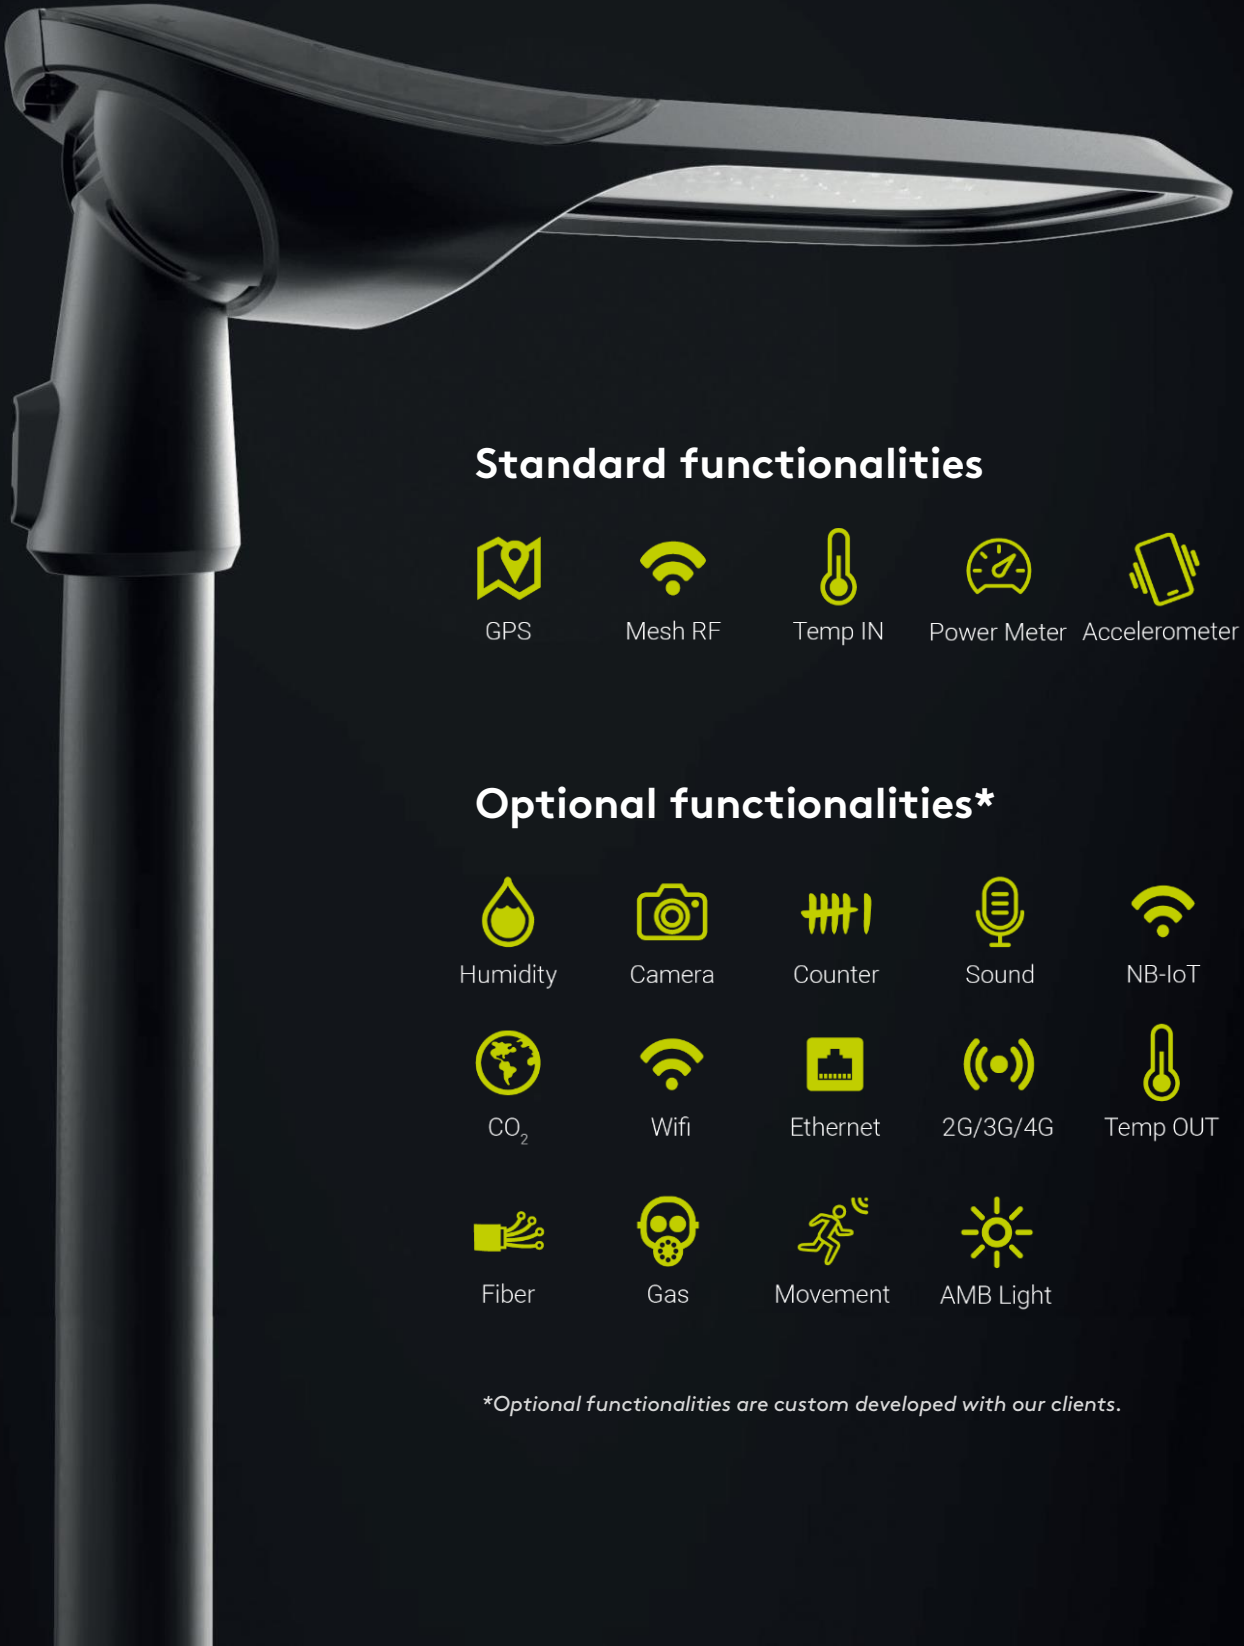 Standard functionalities
GPS Mesh RF Temp IN Power Meter Accelerometer
Optional functionalities*
Humidity Camera Counter Sound NB-IoT
CO₂ Wifi Ethernet 2G/3G/4G Temp OUT
Fiber Gas Movement AMB Light
*Optional functionalities are custom developed with our clients.